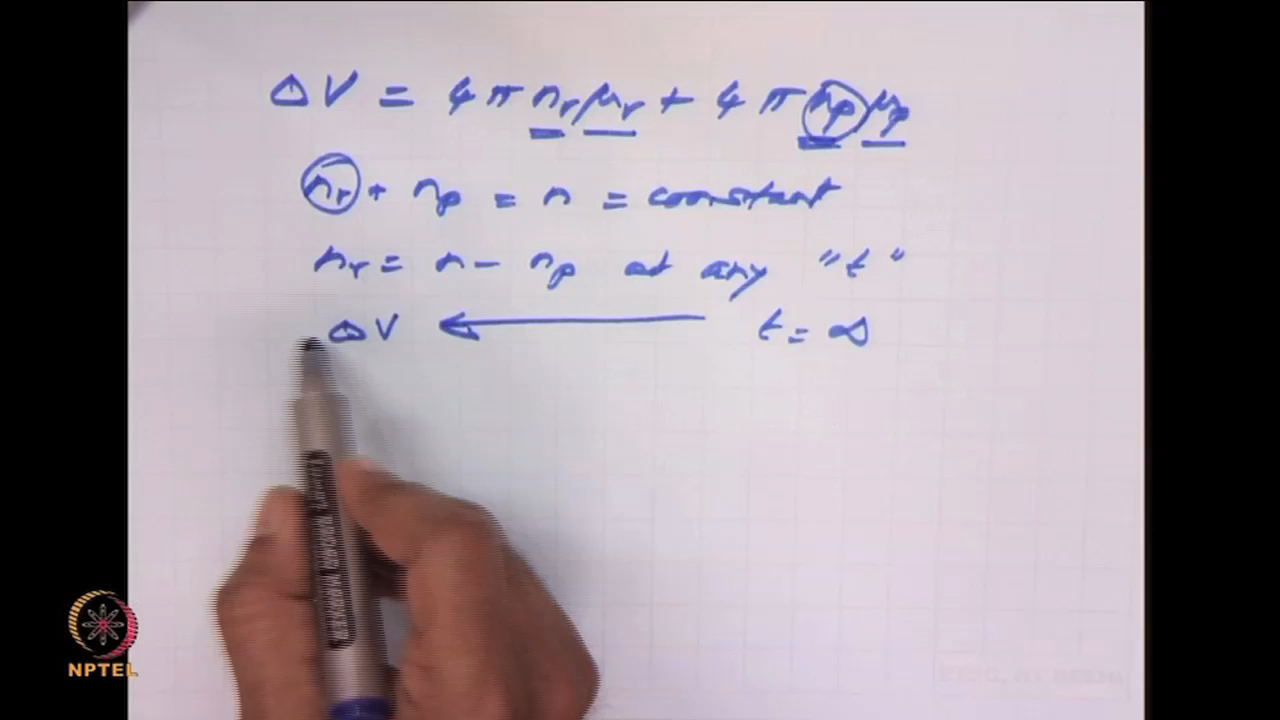 ΔV = 4π n_r μ_r + 4π n_p μ_p
n_r + n_p = n = constant
n_r = n - n_p at any "t"
ΔV ← t = ∞
NPTEL